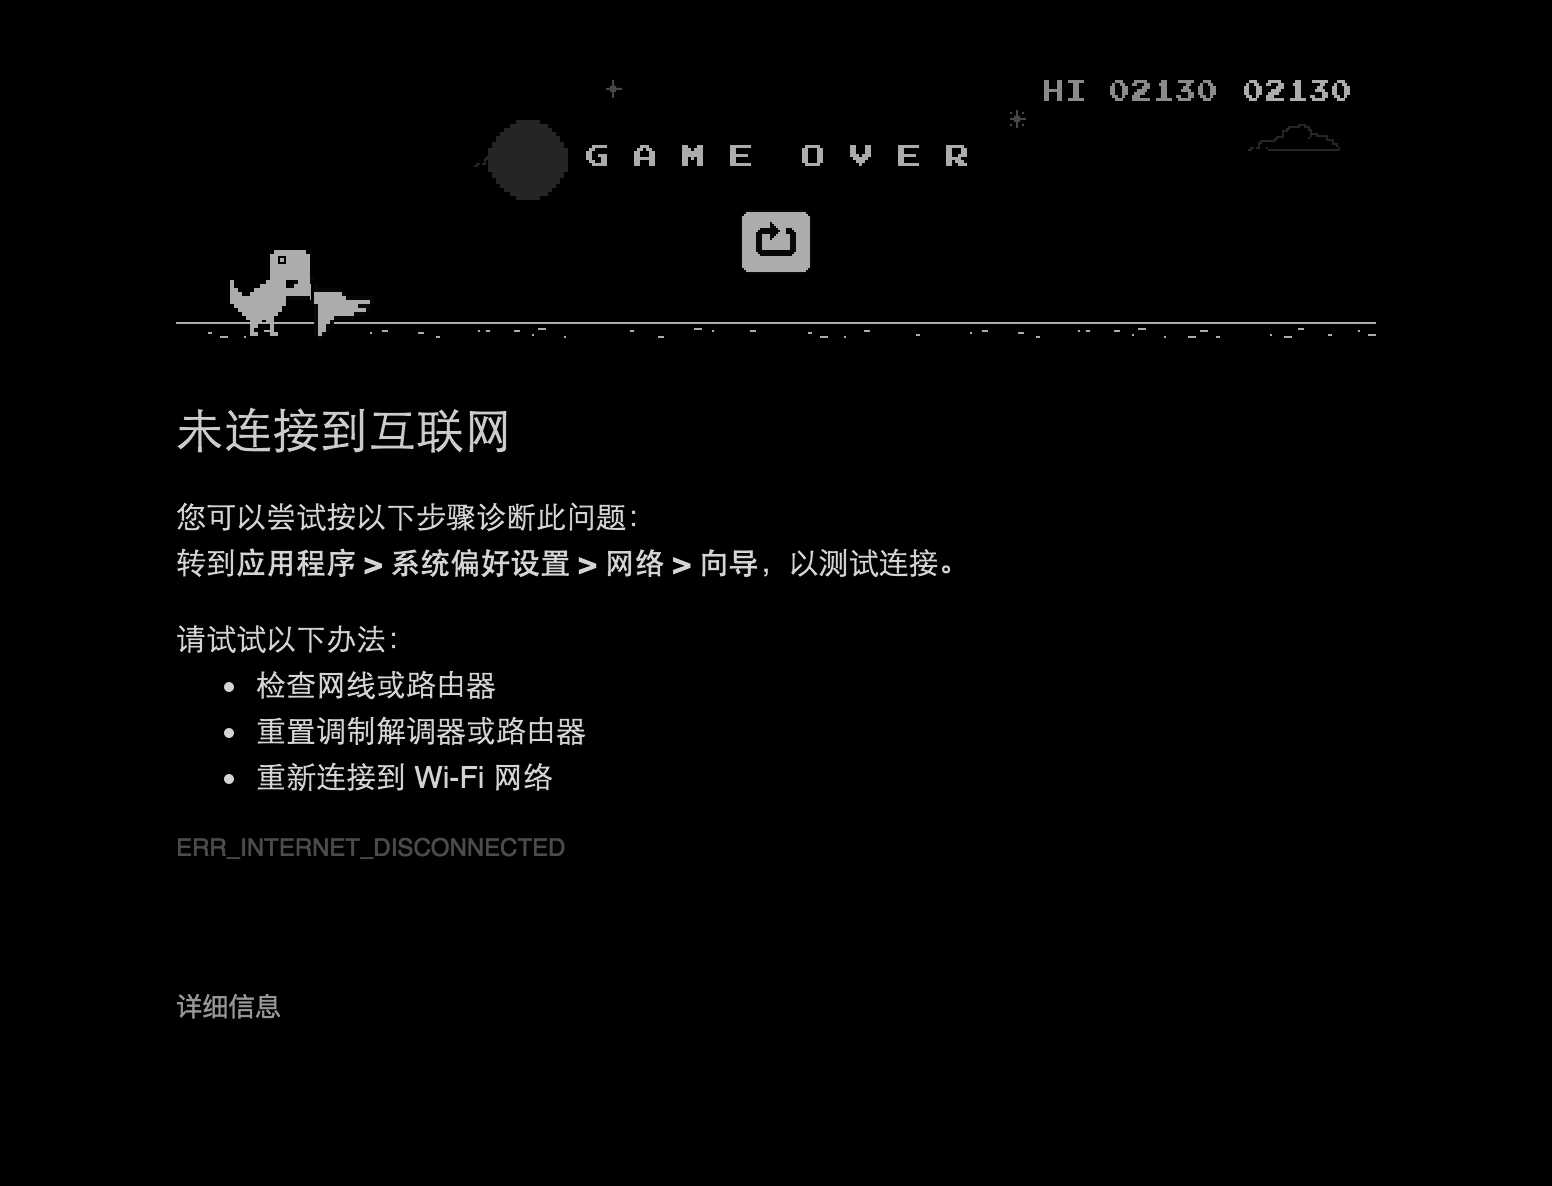 HI 02130 02130
GAME OVER
未连接到互联网
您可以尝试按以下步骤诊断此问题：
转到应用程序 > 系统偏好设置 > 网络 > 向导，以测试连接。
请试试以下办法：
• 检查网线或路由器
• 重置调制解调器或路由器
• 重新连接到 Wi-Fi 网络
ERR_INTERNET_DISCONNECTED
详细信息